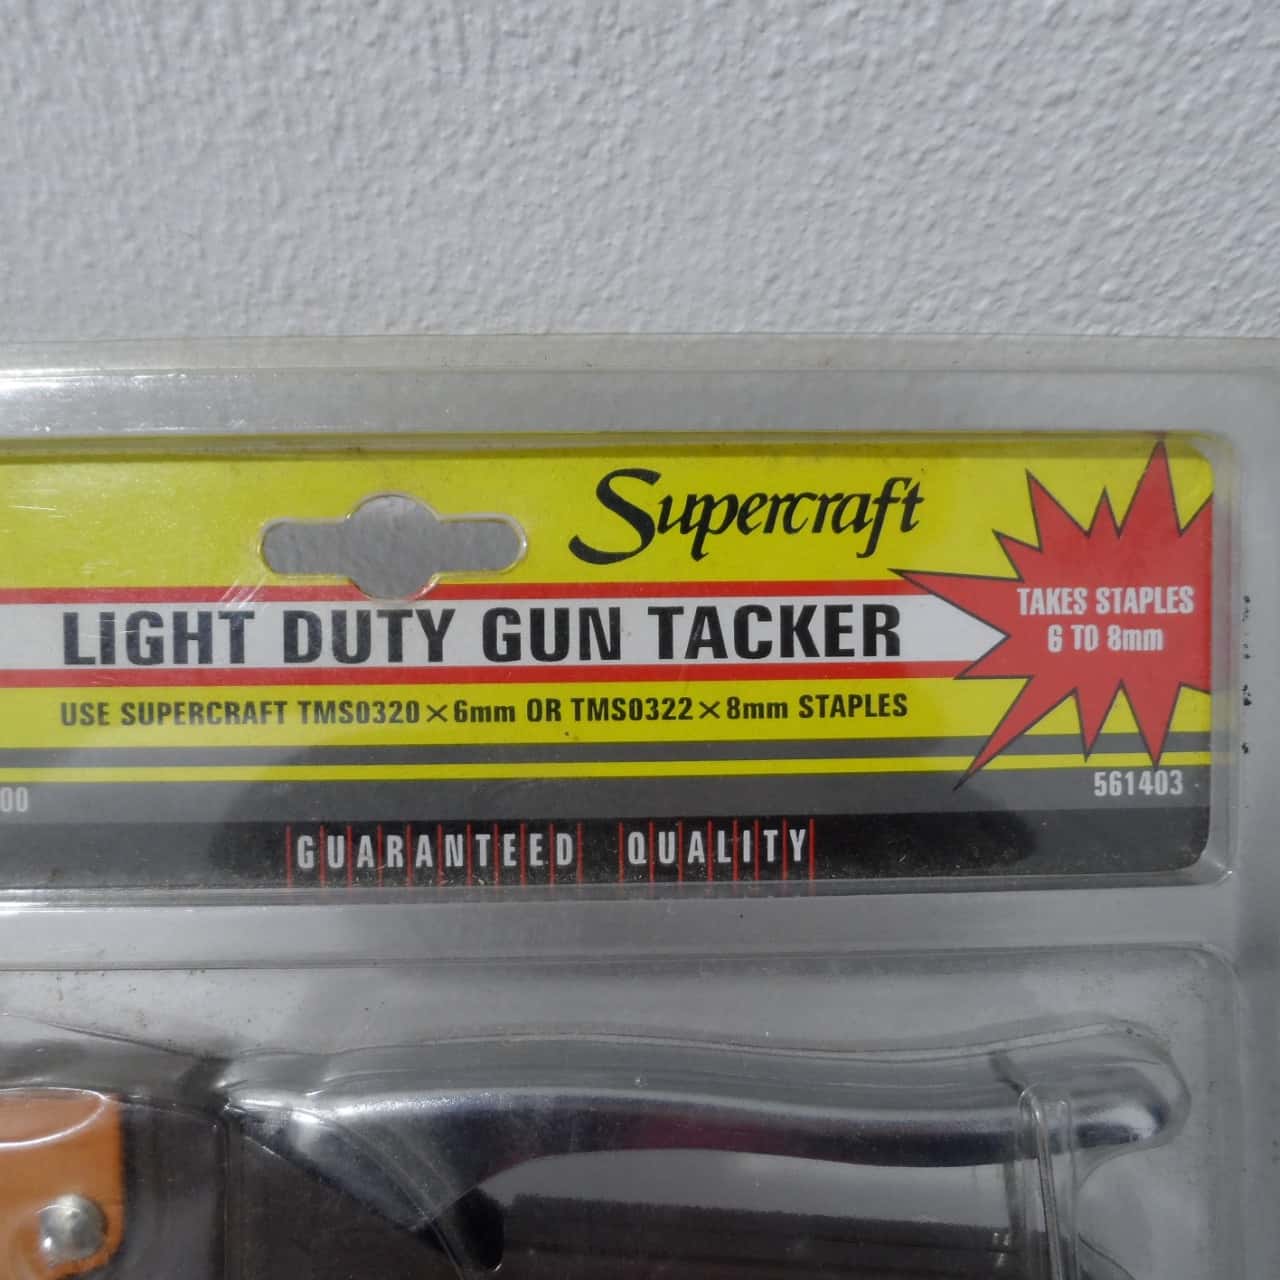 Supercraft
LIGHT DUTY GUN TACKER
TAKES STAPLES
6 TO 8mm
USE SUPERCRAFT TMS0320×6mm OR TMS0322×8mm STAPLES
00
561403
GUARANTEED QUALITY